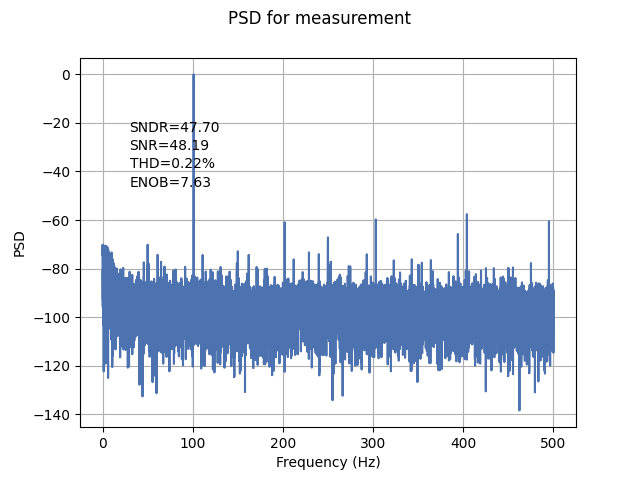 PSD for measurement
SNDR=47.70
SNR=48.19
THD=0.22%
ENOB=7.63
PSD
0
−20
−40
−60
−80
−100
−120
−140
0 100 200 300 400 500
Frequency (Hz)